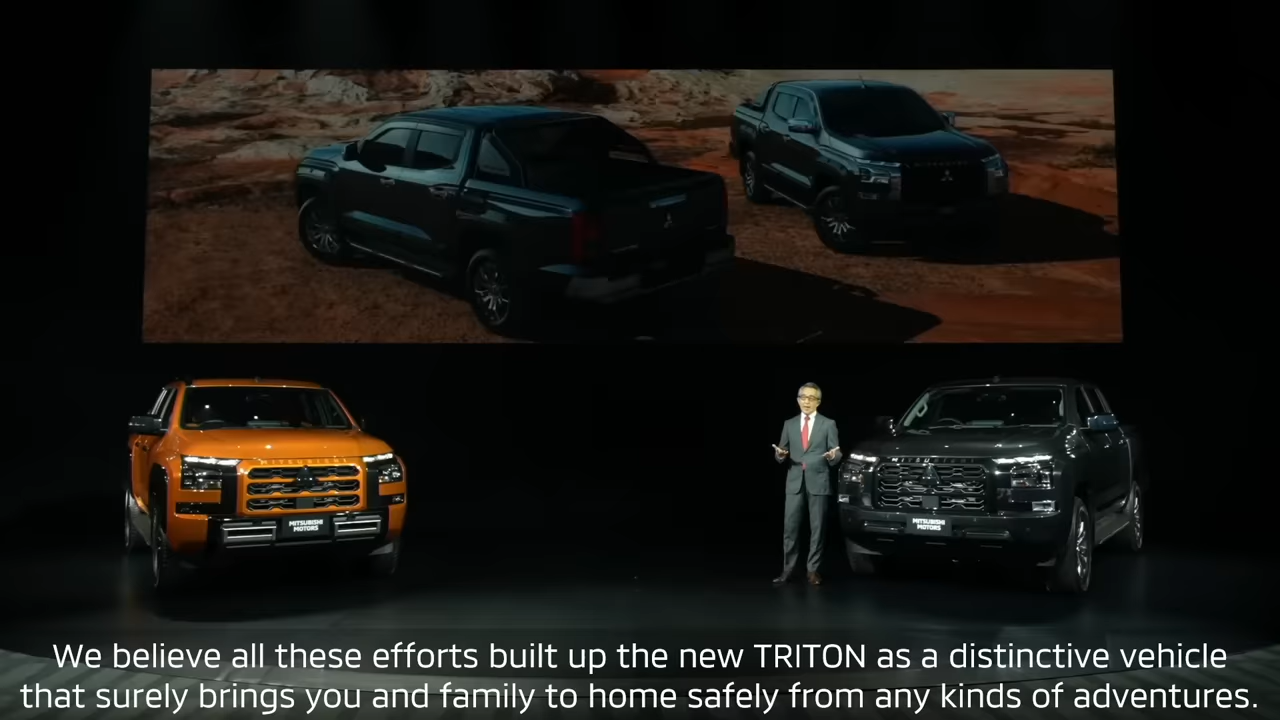 MITSUBISHI
MITSUBISHI
MOTORS
MITSUBISHI
MOTORS
We believe all these efforts built up the new TRITON as a distinctive vehicle
that surely brings you and family to home safely from any kinds of adventures.